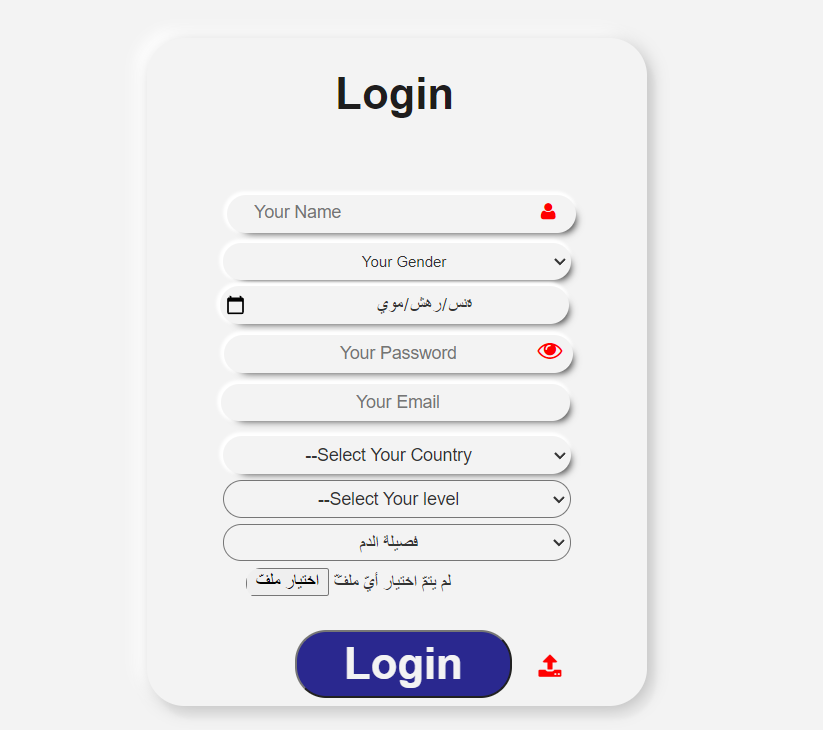 Login
Your Name
Your Gender
يوم/شهر/سنة
Your Password
Your Email
--Select Your Country
--Select Your level
فصيلة الدم
اختيار ملفّ لم يتمّ اختيار أيّ ملفّ
Login